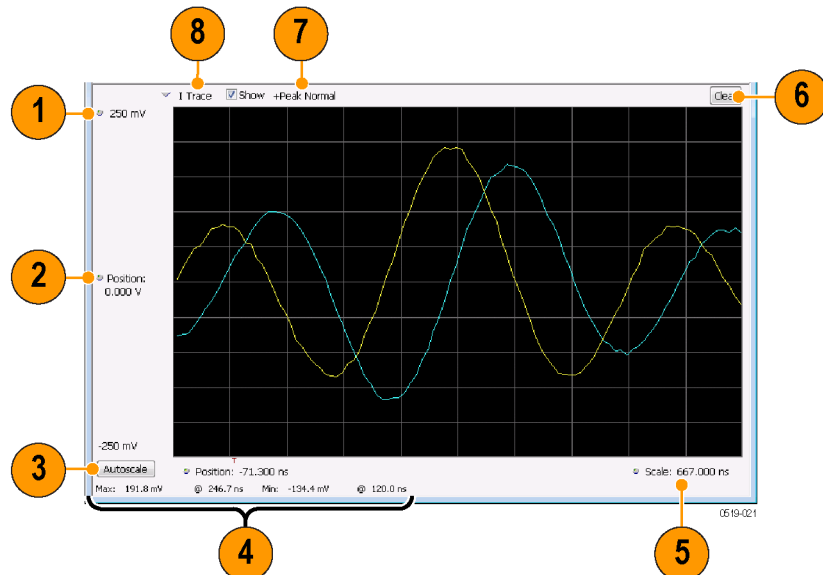 8
7
I Trace Show +Peak Normal Clea
6
1
250 mV
2
Position:
0.000 V
-250 mV
3
Autoscale
T
Position: -71.300 ns
Scale: 667.000 ns
Max: 191.8 mV @ 246.7 ns Min: -134.4 mV @ 120.0 ns
0519-021
4
5